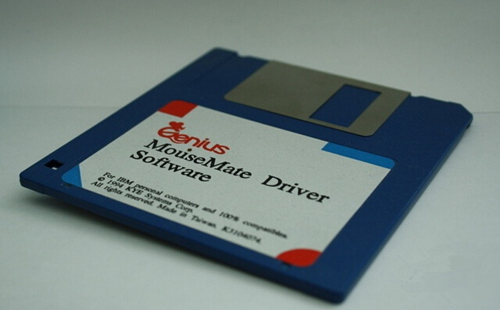 Genius
MouseMate Driver
Software
For IBM personal computers and 100% compatibles.
© 1994 KYE Systems Corp.
All rights reserved. Made in Taiwan. K5104074.